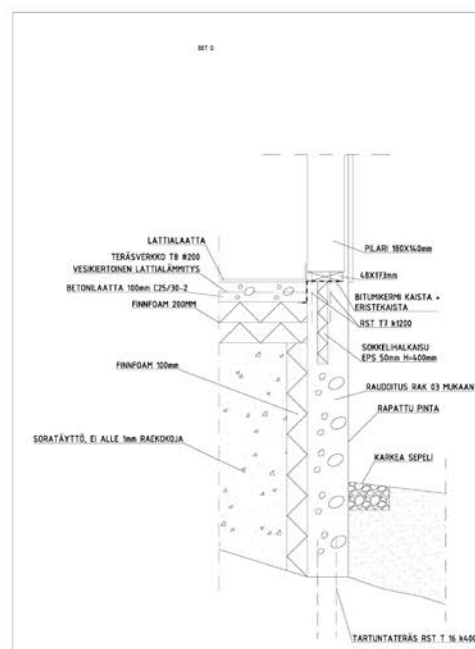 DET D
LATTIALAATTA
TERÄSVERKKO T8 #200
VESIKIERTOINEN LATTIALÄMMITYS
BETONILAATTA 100mm C25/30-2
FINNFOAM 200MM
FINNFOAM 100mm
SORATÄYTTÖ, EI ALLE 1mm RAEKOKOJA
PILARI 180X140mm
48X173mm
BITUMIKERMI KAISTA +
ERISTEKAISTA
RST T7 k1200
SOKKELIHALKAISU
EPS 50mm H=400mm
RAUDOITUS RAK 03 MUKAAN
RAPATTU PINTA
KARKEA SEPELI
TARTUNTATERÄS RST T 16 k400